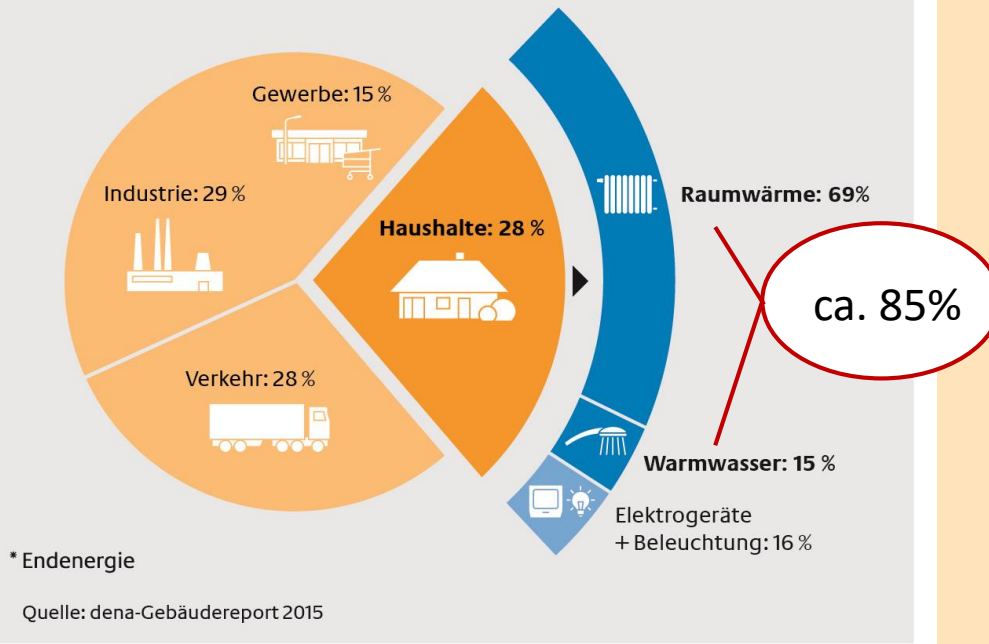 Gewerbe: 15 %
Industrie: 29 %
Haushalte: 28 %
Verkehr: 28 %
Raumwärme: 69%
ca. 85%
Warmwasser: 15 %
Elektrogeräte
+ Beleuchtung: 16 %
* Endenergie
Quelle: dena-Gebäudereport 2015